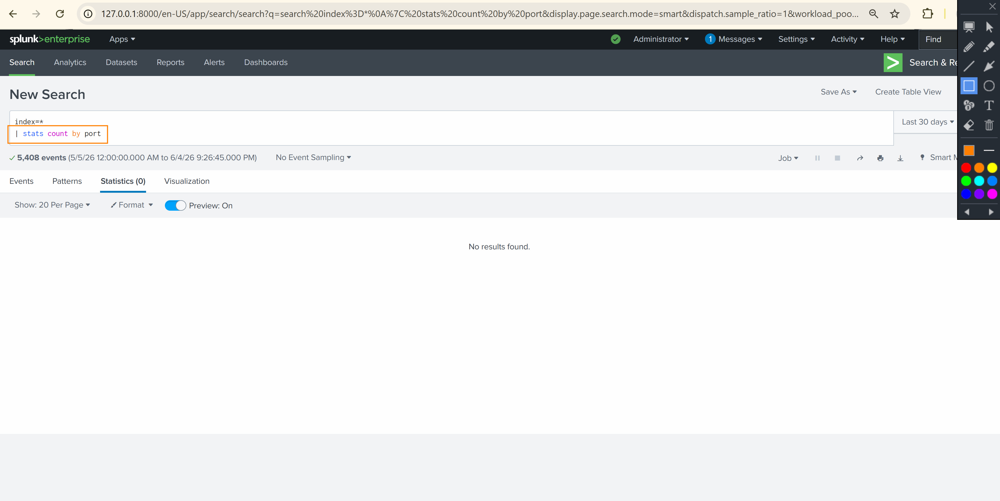 127.0.0.1:8000/en-US/app/search/search?q=search%20index%3D*%0A%7C%20stats%20count%20by%20port&display.page.search.mode=smart&dispatch.sample_ratio=1&workload_poo...
splunk>enterprise Apps Administrator 1 Messages Settings Activity Help Find
Search Analytics Datasets Reports Alerts Dashboards > Search & Re
New Search Save As Create Table View
index=* Last 30 days
| stats count by port
5,408 events (5/5/26 12:00:00.000 AM to 6/4/26 9:26:45.000 PM) No Event Sampling Job Smart M
Events Patterns Statistics (0) Visualization
Show: 20 Per Page Format Preview: On
No results found.
T